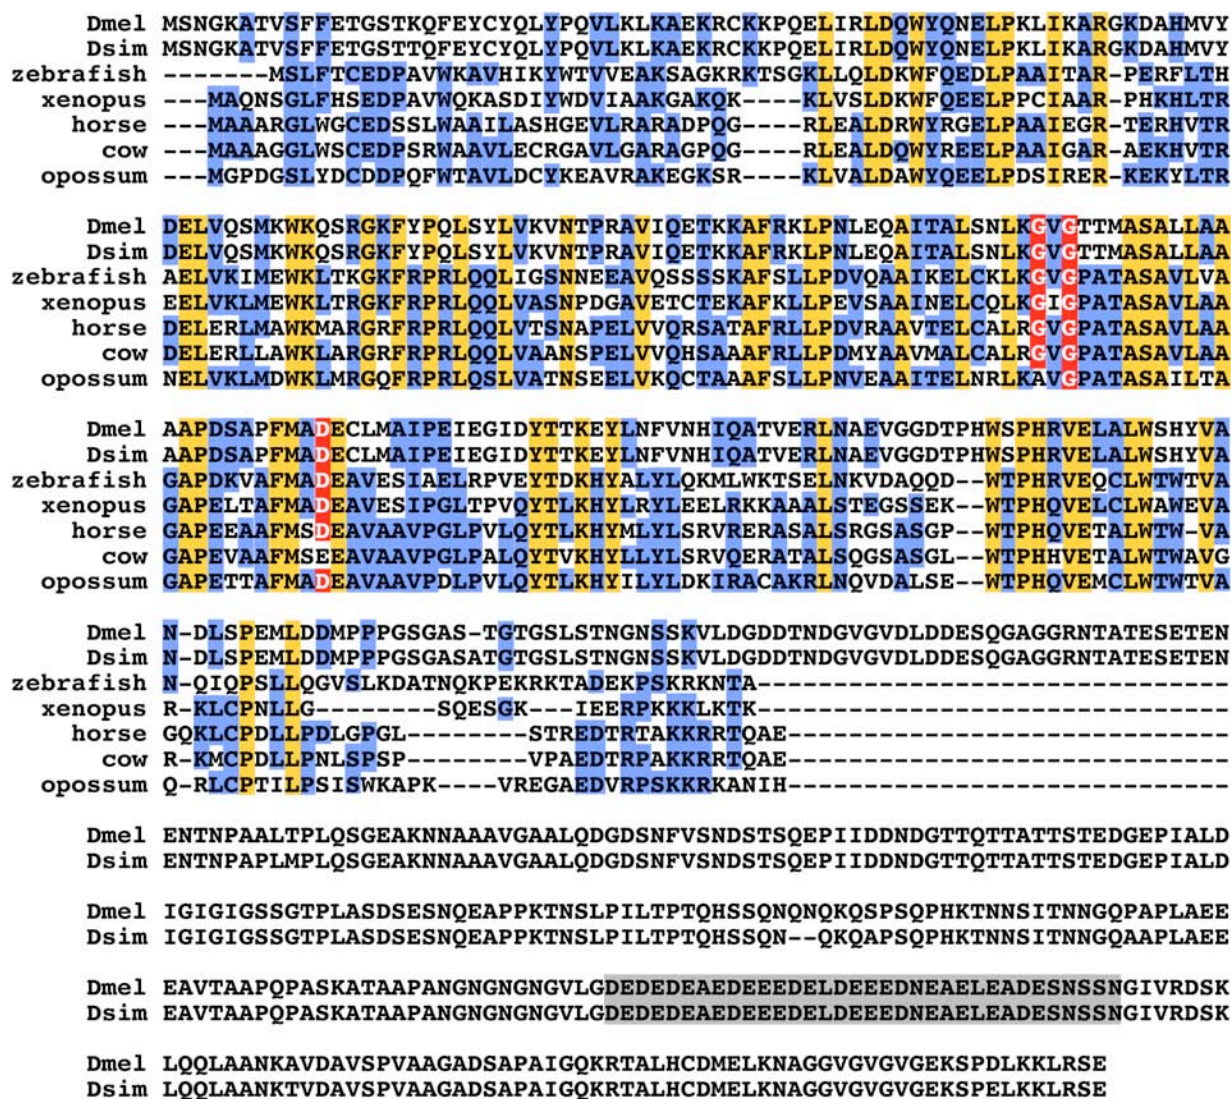 Dmel MSNGKATVSFFETGSTKQFEYCYQLYPQVLKLKAEKRCKKPQELIRLDQWYQNELPKLIKARGKDAHMVY
Dsim MSNGKATVSFFETGSTTQFEYCYQLYPQVLKLKAEKRCKKPQELIRLDQWYQNELPKLIKARGKDAHMVY
zebrafish -------MSLFTCEDPAVWKAVHIKYWTVVEAKSAGKRKTSGKLLQLDKWFQEDLPAAITAR-PERFLTH
xenopus ---MAQNSGLFHSEDPAVWQKASDIYWDVIAAKGAKQK----KLVSLDKWFQEELPPCIAAR-PHKHLTK
horse ---MAAARGLWGCEDSSLWAAILASHGEVLRARADPQG----RLEALDRWYRGELPAAIEGR-TERHVTR
cow ---MAAAGGLWSCEDPSRWAAVLECRGAVLGARAGPQG----RLEALDQWYREELPAAIGAR-AEKHVTR
opossum ---MGPDGSLYDCDDPQFWTAVLDCYKEAVRAKEGKSR----KLVALDAWYQEELPDSIRER-KEKYLTR
Dmel DELVQSMKWKQSRGKFYPQLSYLVKVNTPRAVIQETKKAFRKLPNLEQAITALSNLKGVGTTMASALLAA
Dsim DELVQSMKWKQSRGKFYPQLSYLVKVNTPRAVIQETKKAFRKLPNLEQAITALSNLKGVGTTMASALLAA
zebrafish AELVKIMEWKLTKGKFRPRLQQLIGSNNEEAVQSSSSKAFSLLPDVQAAIKELCKLKGVGPATASAVLVA
xenopus EELVKLMEWKLTRGKFRPRLQQLVASNPDGAVETCTEKAFKLLPEVSAAINELCQLKGIGPATASAVLAA
horse DELERLMAWKMARGRFRPRLQQLVTSNAPELVVQRSATAFRLLPDVRAAVTELCALRGVGPATASAVLAA
cow DELERLLAWKLARGRFRPRLQQLVAANSPELVVQHSAAAFRLLPDMYAAVMALCALRGVGPATASAVLAA
opossum NELVKLMDWKLMRGQFRPRLQSLVATNSEELVKQCTAAAFSLLPNVEAAITELNRLKAVGPATASAILTA
Dmel AAPDSAPFMADECLMAIPEIEGIDYTTKEYLNFVNHIQATVERLNAEVGGDTPHWSPHRVELALWSHYVA
Dsim AAPDSAPFMADECLMAIPEIEGIDYTTKEYLNFVNHIQATVERLNAEVGGDTPHWSPHRVELALWSHYVA
zebrafish GAPDKVAFMADEAVESIAELRPVEYTDKHYALYLQKMLWKTSELNKVDAQQD--WTPHRVEQCLWTWTVA
xenopus GAPELTAFMADEAVESIPGLTPVQYTLKHYLRYLEELRKKAAALSTEGSSEK--WTPHQVELCLWAWEVA
horse GAPEEAAFMSDEAVAAVPGLPVLQYTLKHYMLYLSRVRERASALSRGSASGP--WTPHQVETALWTW-VA
cow GAPEVAAFMSEEAVAAVPGLPALQYTVKHYLLYLSRVQERATALSQGSASGL--WTPHHVETALWTWAVG
opossum GAPETTAFMADEAVAAVPDLPVLQYTLKHYILYLDKIRACAKRLNQVDALSE--WTPHQVEMCLWTWTVA
Dmel N-DLSPEMLDDMPPPGSGAS-TGTGSLSTNGNSSKVLDGDDTNDGVGVDLDDESQGAGGRNTATESETEN
Dsim N-DLSPEMLDDMPPPGSGASATGTGSLSTNGNSSKVLDGDDTNDGVGVDLDDESQGAGGRNTATESETEN
zebrafish N-QIQPSLLQGVSLKDATNQKPEKRKTADEKPSKRKNTA-------------------------------
xenopus R-KLCPNLLG--------SQESGK---IEERPKKKLKTK-------------------------------
horse GQKLCPDLLPDLGPGL--------STREDTRTAKKRRTQAE-----------------------------
cow R-KMCPDLLPNLSPSP--------VPAEDTRPAKKRRTQAE-----------------------------
opossum Q-RLCPTILPSISWKAPK----VREGAEDVRPSKKRKANIH-----------------------------
Dmel ENTNPAALTPLQSGEAKNNAAAVGAALQDGDSNFVSNDSTSQEPIIDDNDGTTQTTATTSTEDGEPIALD
Dsim ENTNPAPLMPLQSGEAKNNAAAVGAALQDGDSNFVSNDSTSQEPIIDDNDGTTQTTATTSTEDGEPIALD
Dmel IGIGIGSSGTPLASDSESNQEAPPKTNSLPILTPTQHSSQNQNQKQSPSQPHKTNNSITNNGQPAPLAEE
Dsim IGIGIGSSGTPLASDSESNQEAPPKTNSLPILTPTQHSSQN--QKQAPSQPHKTNNSITNNGQAAPLAEE
Dmel EAVTAAPQPASKATAAPANGNGNGNGVLGDEDEDEAEDEEEDELDEEEDNEAELEADESNSSNGIVRDSK
Dsim EAVTAAPQPASKATAAPANGNGNGNGVLGDEDEDEAEDEEEDELDEEEDNEAELEADESNSSNGIVRDSK
Dmel LQQLAANKAVDAVSPVAAGADSAPAIGQKRTALHCDMELKNAGGVGVGVGEKSPDLKKLRSE
Dsim LQQLAANKTVDAVSPVAAGADSAPAIGQKRTALHCDMELKNAGGVGVGVGEKSPELKKLRSE